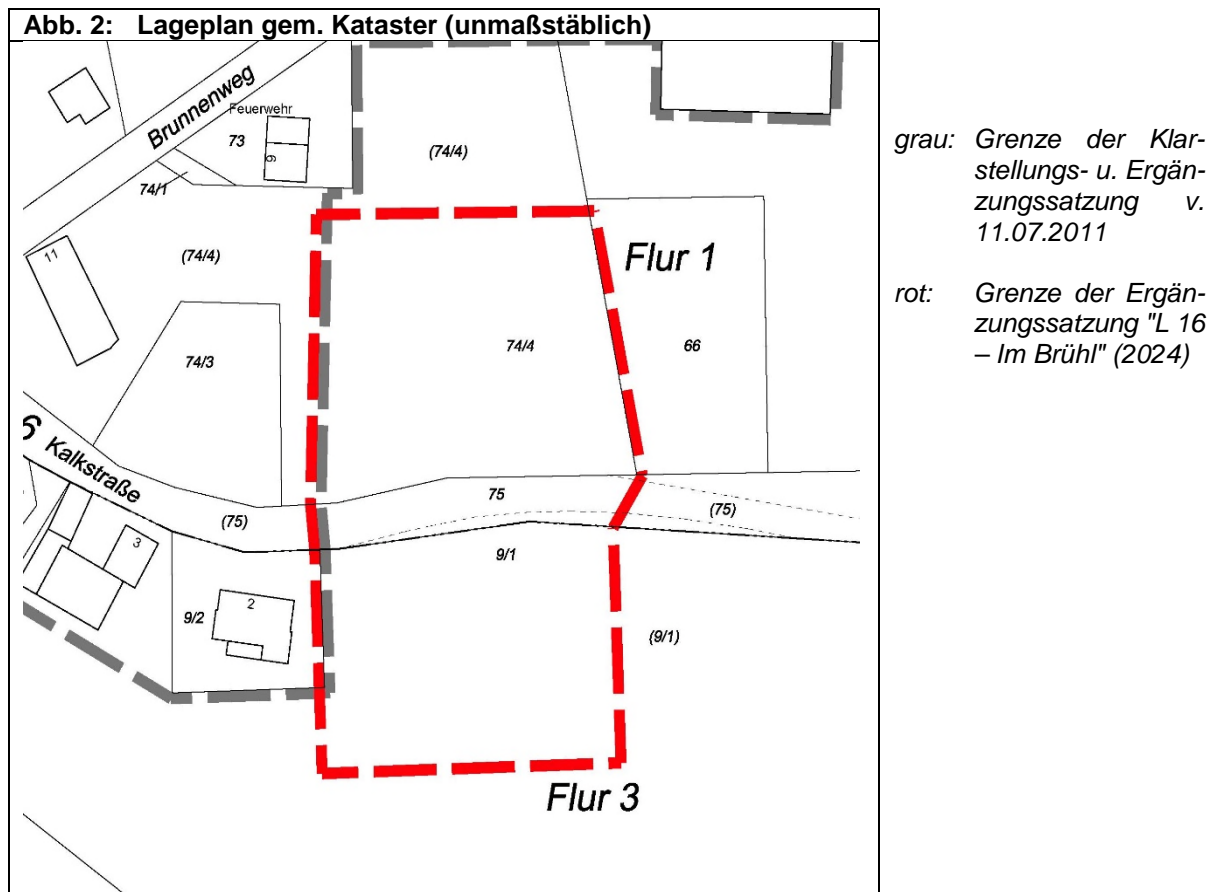 Abb. 2: Lageplan gem. Kataster (unmaßstäblich)
Brunnenweg
Feuerwehr
73
9
74/1
(74/4)
(74/4)
11
Flur 1
74/3
74/4
66
6 Kalkstraße
75
(75)
(75)
3
9/1
9/2
2
(9/1)
Flur 3
grau: Grenze der Klar-
stellungs- u. Ergän-
zungssatzung v.
11.07.2011
rot: Grenze der Ergän-
zungssatzung "L 16
– Im Brühl" (2024)